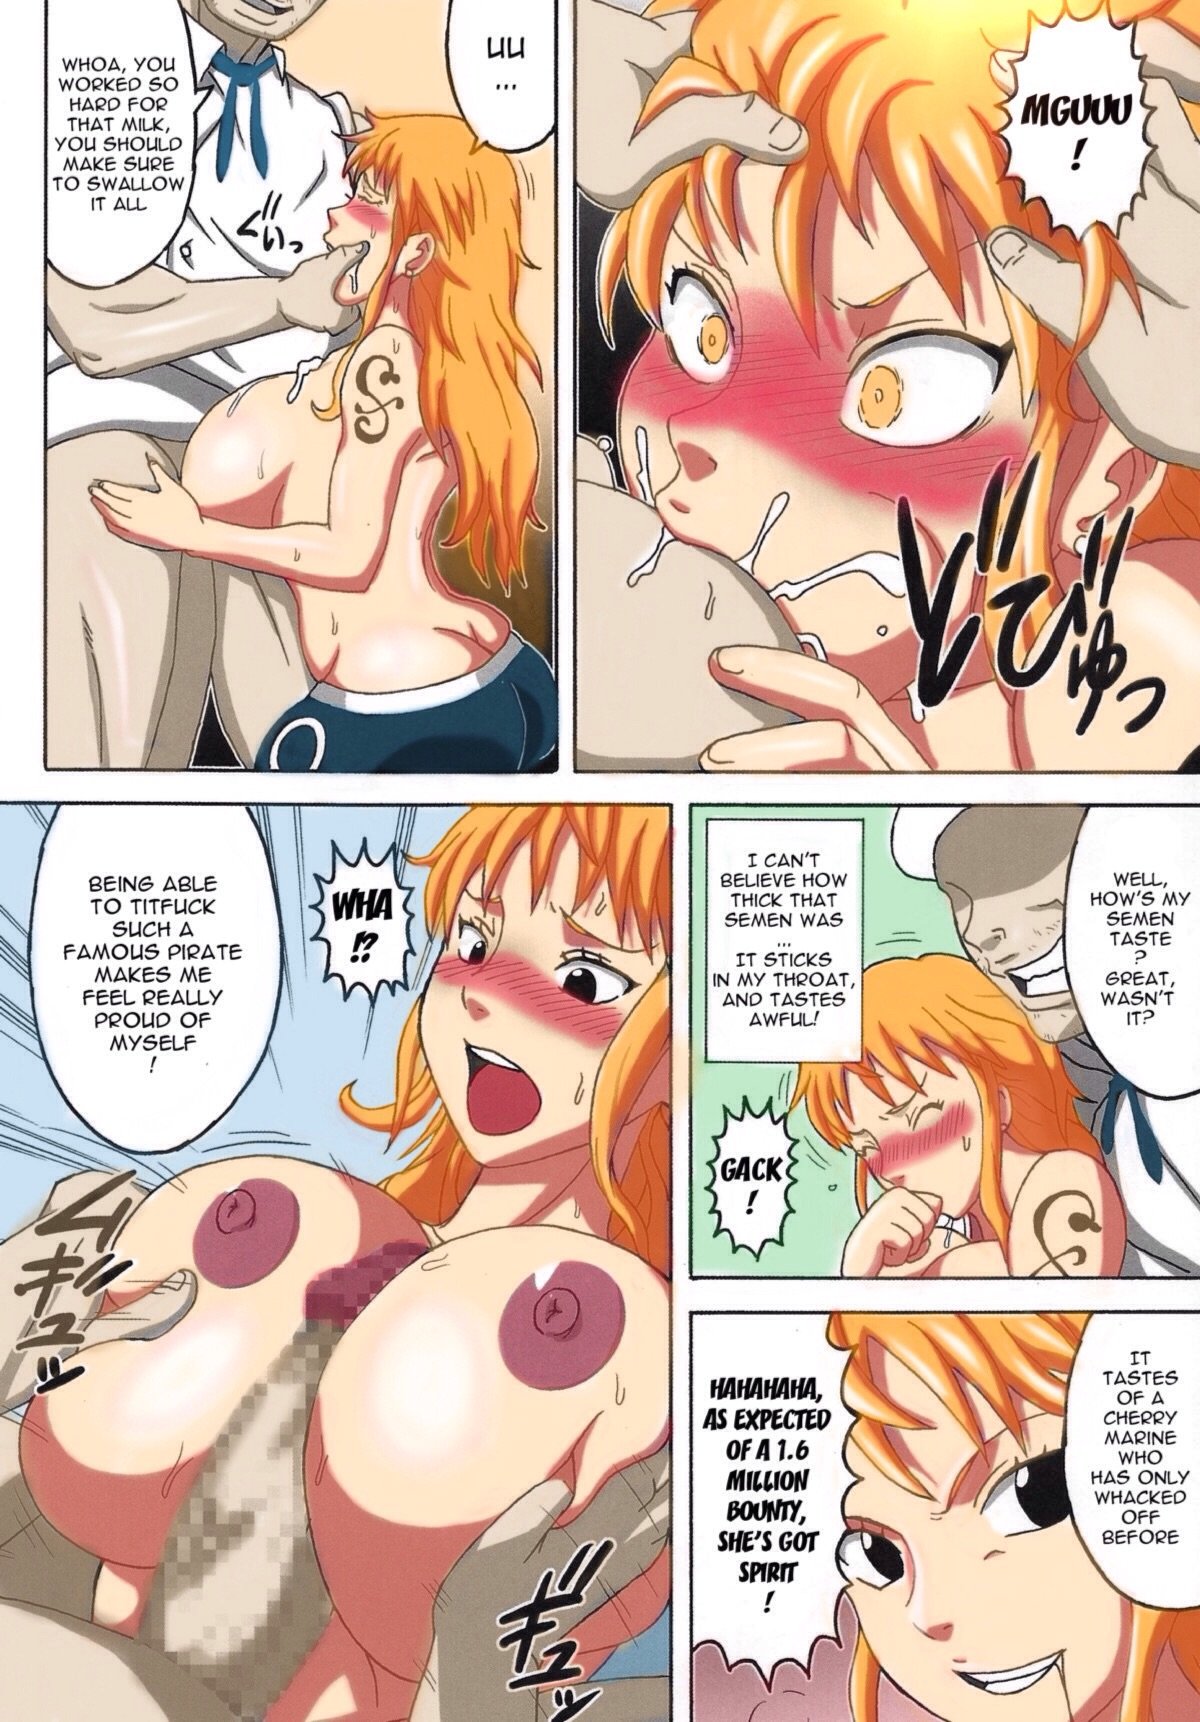 MGUUU
!
ドびゅっ
UU
...
WHOA, YOU
WORKED SO
HARD FOR
THAT MILK,
YOU SHOULD
MAKE SURE
TO SWALLOW
IT ALL
ぐいっ
WELL,
HOW'S MY
SEMEN
TASTE
?
GREAT,
WASN'T
IT?
I CAN'T
BELIEVE HOW
THICK THAT
SEMEN WAS
...
IT STICKS
IN MY THROAT,
AND TASTES
AWFUL!
GACK
!
IT
TASTES
OF A
CHERRY
MARINE
WHO
HAS ONLY
WHACKED
OFF
BEFORE
HAHAHAHA,
AS EXPECTED
OF A 1.6
MILLION
BOUNTY,
SHE'S GOT
SPIRIT
!
WHA
!?
BEING ABLE
TO TITFUCK
SUCH A
FAMOUS PIRATE
MAKES ME
FEEL REALLY
PROUD OF
MYSELF
!
ムギュッ
ギュッ